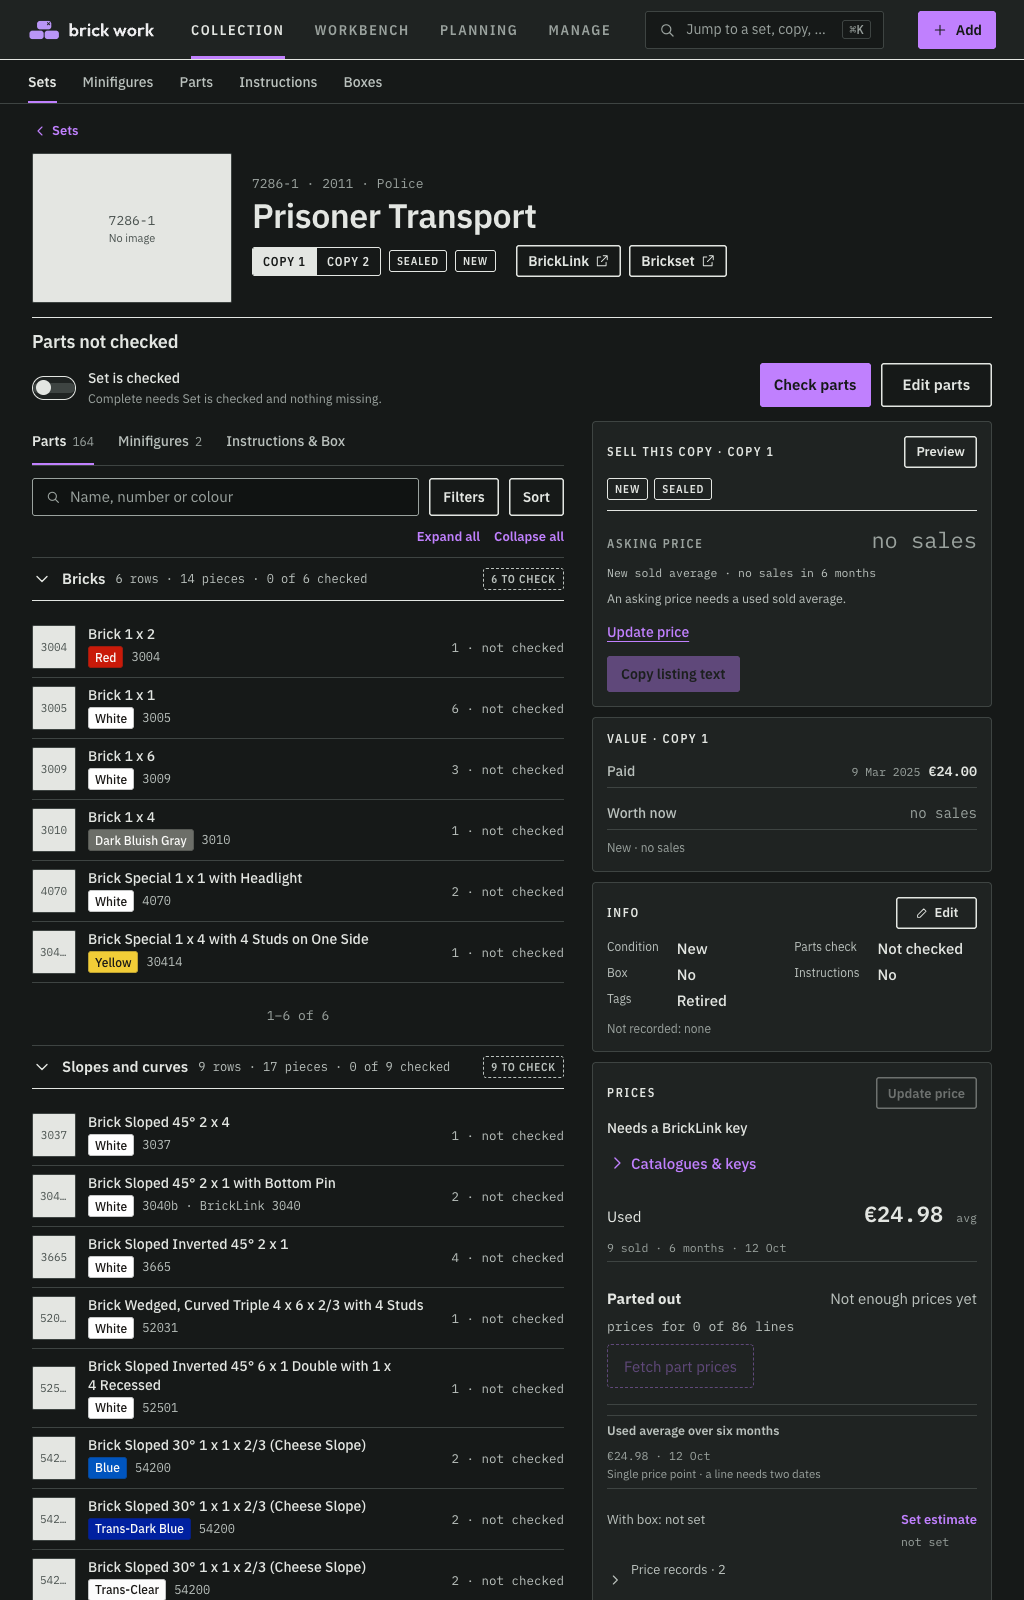 brick work
COLLECTION
WORKBENCH
PLANNING
MANAGE
Jump to a set, copy, ...
⌘K
+ Add
Sets
Minifigures
Parts
Instructions
Boxes
Sets
7286-1
No image
7286-1 · 2011 · Police
Prisoner Transport
COPY 1
COPY 2
SEALED
NEW
BrickLink
Brickset
Parts not checked
Set is checked
Complete needs Set is checked and nothing missing.
Check parts
Edit parts
Parts 164
Minifigures 2
Instructions & Box
Name, number or colour
Filters
Sort
Expand all
Collapse all
Bricks 6 rows · 14 pieces · 0 of 6 checked
6 TO CHECK
3004
Brick 1 x 2
Red 3004
1 · not checked
3005
Brick 1 x 1
White 3005
6 · not checked
3009
Brick 1 x 6
White 3009
3 · not checked
3010
Brick 1 x 4
Dark Bluish Gray 3010
1 · not checked
4070
Brick Special 1 x 1 with Headlight
White 4070
2 · not checked
304…
Brick Special 1 x 4 with 4 Studs on One Side
Yellow 30414
1 · not checked
1–6 of 6
Slopes and curves 9 rows · 17 pieces · 0 of 9 checked
9 TO CHECK
3037
Brick Sloped 45° 2 x 4
White 3037
1 · not checked
304…
Brick Sloped 45° 2 x 1 with Bottom Pin
White 3040b · BrickLink 3040
2 · not checked
3665
Brick Sloped Inverted 45° 2 x 1
White 3665
4 · not checked
520…
Brick Wedged, Curved Triple 4 x 6 x 2/3 with 4 Studs
White 52031
1 · not checked
525…
Brick Sloped Inverted 45° 6 x 1 Double with 1 x
4 Recessed
White 52501
1 · not checked
542…
Brick Sloped 30° 1 x 1 x 2/3 (Cheese Slope)
Blue 54200
2 · not checked
542…
Brick Sloped 30° 1 x 1 x 2/3 (Cheese Slope)
Trans-Dark Blue 54200
2 · not checked
542…
Brick Sloped 30° 1 x 1 x 2/3 (Cheese Slope)
Trans-Clear 54200
2 · not checked
SELL THIS COPY · COPY 1
Preview
NEW
SEALED
ASKING PRICE
no sales
New sold average · no sales in 6 months
An asking price needs a used sold average.
Update price
Copy listing text
VALUE · COPY 1
Paid
9 Mar 2025 €24.00
Worth now
no sales
New · no sales
INFO
Edit
Condition New
Parts check Not checked
Box No
Instructions No
Tags Retired
Not recorded: none
PRICES
Update price
Needs a BrickLink key
Catalogues & keys
Used
€24.98 avg
9 sold · 6 months · 12 Oct
Parted out
Not enough prices yet
prices for 0 of 86 lines
Fetch part prices
Used average over six months
€24.98 · 12 Oct
Single price point · a line needs two dates
With box: not set
Set estimate
not set
Price records · 2